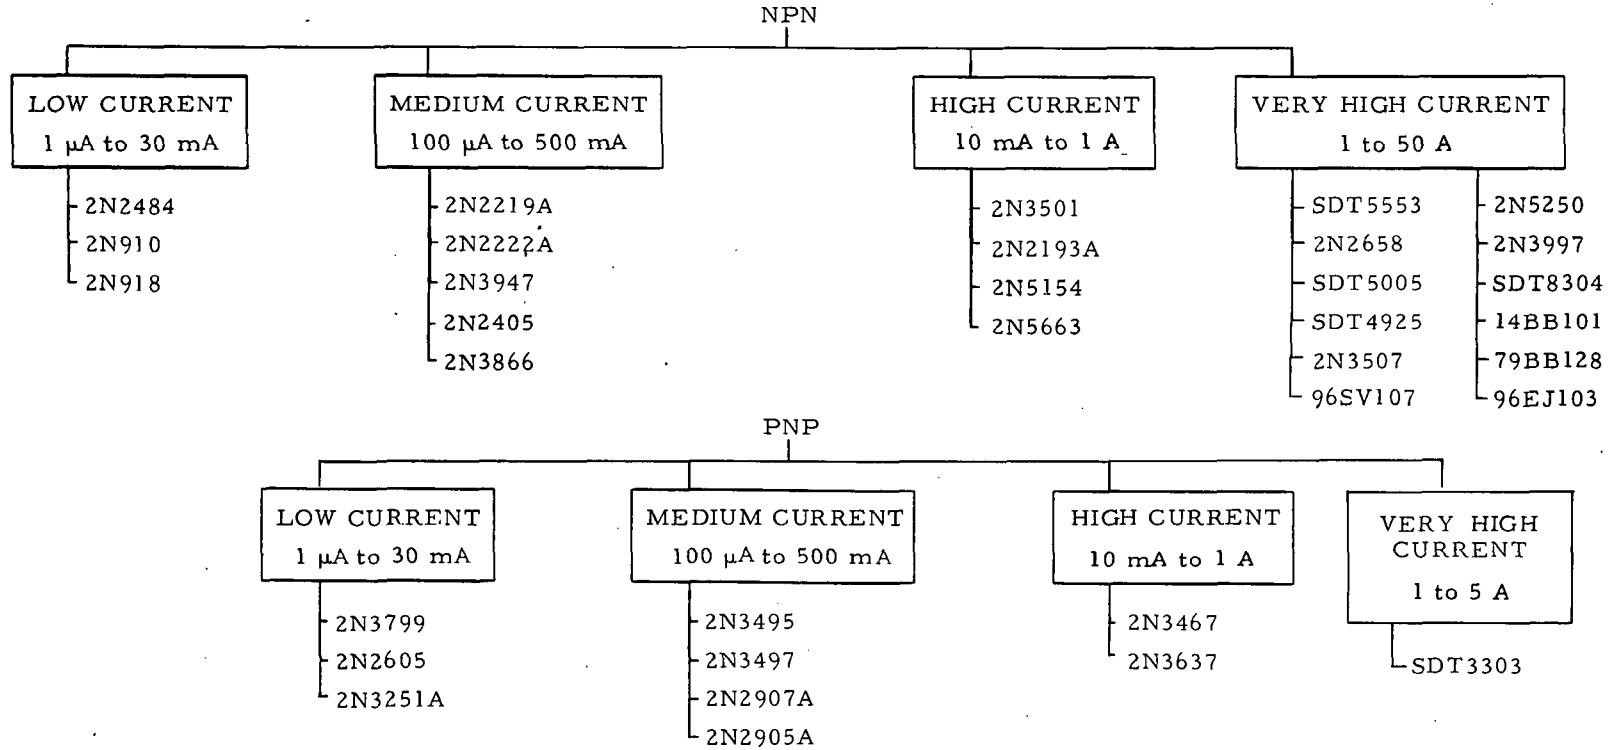 NPN
LOW CURRENT
1 µA to 30 mA
2N2484
2N910
2N918
MEDIUM CURRENT
100 µA to 500 mA
2N2219A
2N2222A
2N3947
2N2405
2N3866
HIGH CURRENT
10 mA to 1 A
2N3501
2N2193A
2N5154
2N5663
VERY HIGH CURRENT
1 to 50 A
SDT5553
2N2658
SDT5005
SDT4925
2N3507
96SV107
2N5250
2N3997
SDT8304
14BB101
79BB128
96EJ103
PNP
LOW CURRENT
1 µA to 30 mA
2N3799
2N2605
2N3251A
MEDIUM CURRENT
100 µA to 500 mA
2N3495
2N3497
2N2907A
2N2905A
HIGH CURRENT
10 mA to 1 A
2N3467
2N3637
VERY HIGH
CURRENT
1 to 5 A
SDT3303